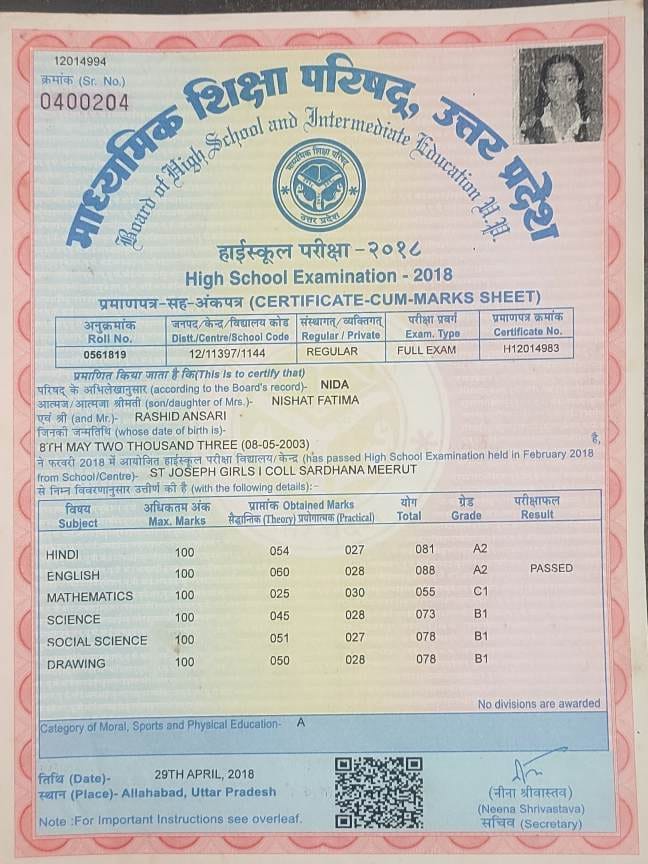 12014994
क्रमांक (Sr. No.)
0400204
माध्यमिक शिक्षा परिषद्, उत्तर प्रदेश
Board of High School and Intermediate Education U.P.
माध्यमिक शिक्षा परिषद्
उत्तर प्रदेश
हाईस्कूल परीक्षा - २०१८
High School Examination - 2018
प्रमाणपत्र-सह-अंकपत्र (CERTIFICATE-CUM-MARKS SHEET)
अनुक्रमांक जनपद/केन्द्र/विद्यालय कोड संस्थागत/व्यक्तिगत परीक्षा प्रवर्ग प्रमाणपत्र क्रमांक
Roll No. Distt./Centre/School Code Regular / Private Exam. Type Certificate No.
0561819 12/11397/1144 REGULAR FULL EXAM H12014983
प्रमाणित किया जाता है कि(This is to certify that)
परिषद् के अभिलेखानुसार (according to the Board's record)- NIDA
आत्मज/आत्मजा श्रीमती (son/daughter of Mrs.)- NISHAT FATIMA
एवं श्री (and Mr.)- RASHID ANSARI
जिनकी जन्मतिथि (whose date of birth is)-
8TH MAY TWO THOUSAND THREE (08-05-2003) है,
ने फरवरी 2018 में आयोजित हाईस्कूल परीक्षा विद्यालय/केन्द्र (has passed High School Examination held in February 2018
from School/Centre)- ST JOSEPH GIRLS I COLL SARDHANA MEERUT
से निम्न विवरणानुसार उत्तीर्ण की है (with the following details):-
विषय अधिकतम अंक प्राप्तांक Obtained Marks योग ग्रेड परीक्षाफल
Subject Max. Marks सैद्धान्तिक (Theory) प्रयोगात्मक (Practical) Total Grade Result
HINDI 100 054 027 081 A2
ENGLISH 100 060 028 088 A2 PASSED
MATHEMATICS 100 025 030 055 C1
SCIENCE 100 045 028 073 B1
SOCIAL SCIENCE 100 051 027 078 B1
DRAWING 100 050 028 078 B1
No divisions are awarded
Category of Moral, Sports and Physical Education- A
तिथि (Date)- 29TH APRIL, 2018
स्थान (Place)- Allahabad, Uttar Pradesh
(नीना श्रीवास्तव)
(Neena Shrivastava)
सचिव (Secretary)
Note :For Important Instructions see overleaf.